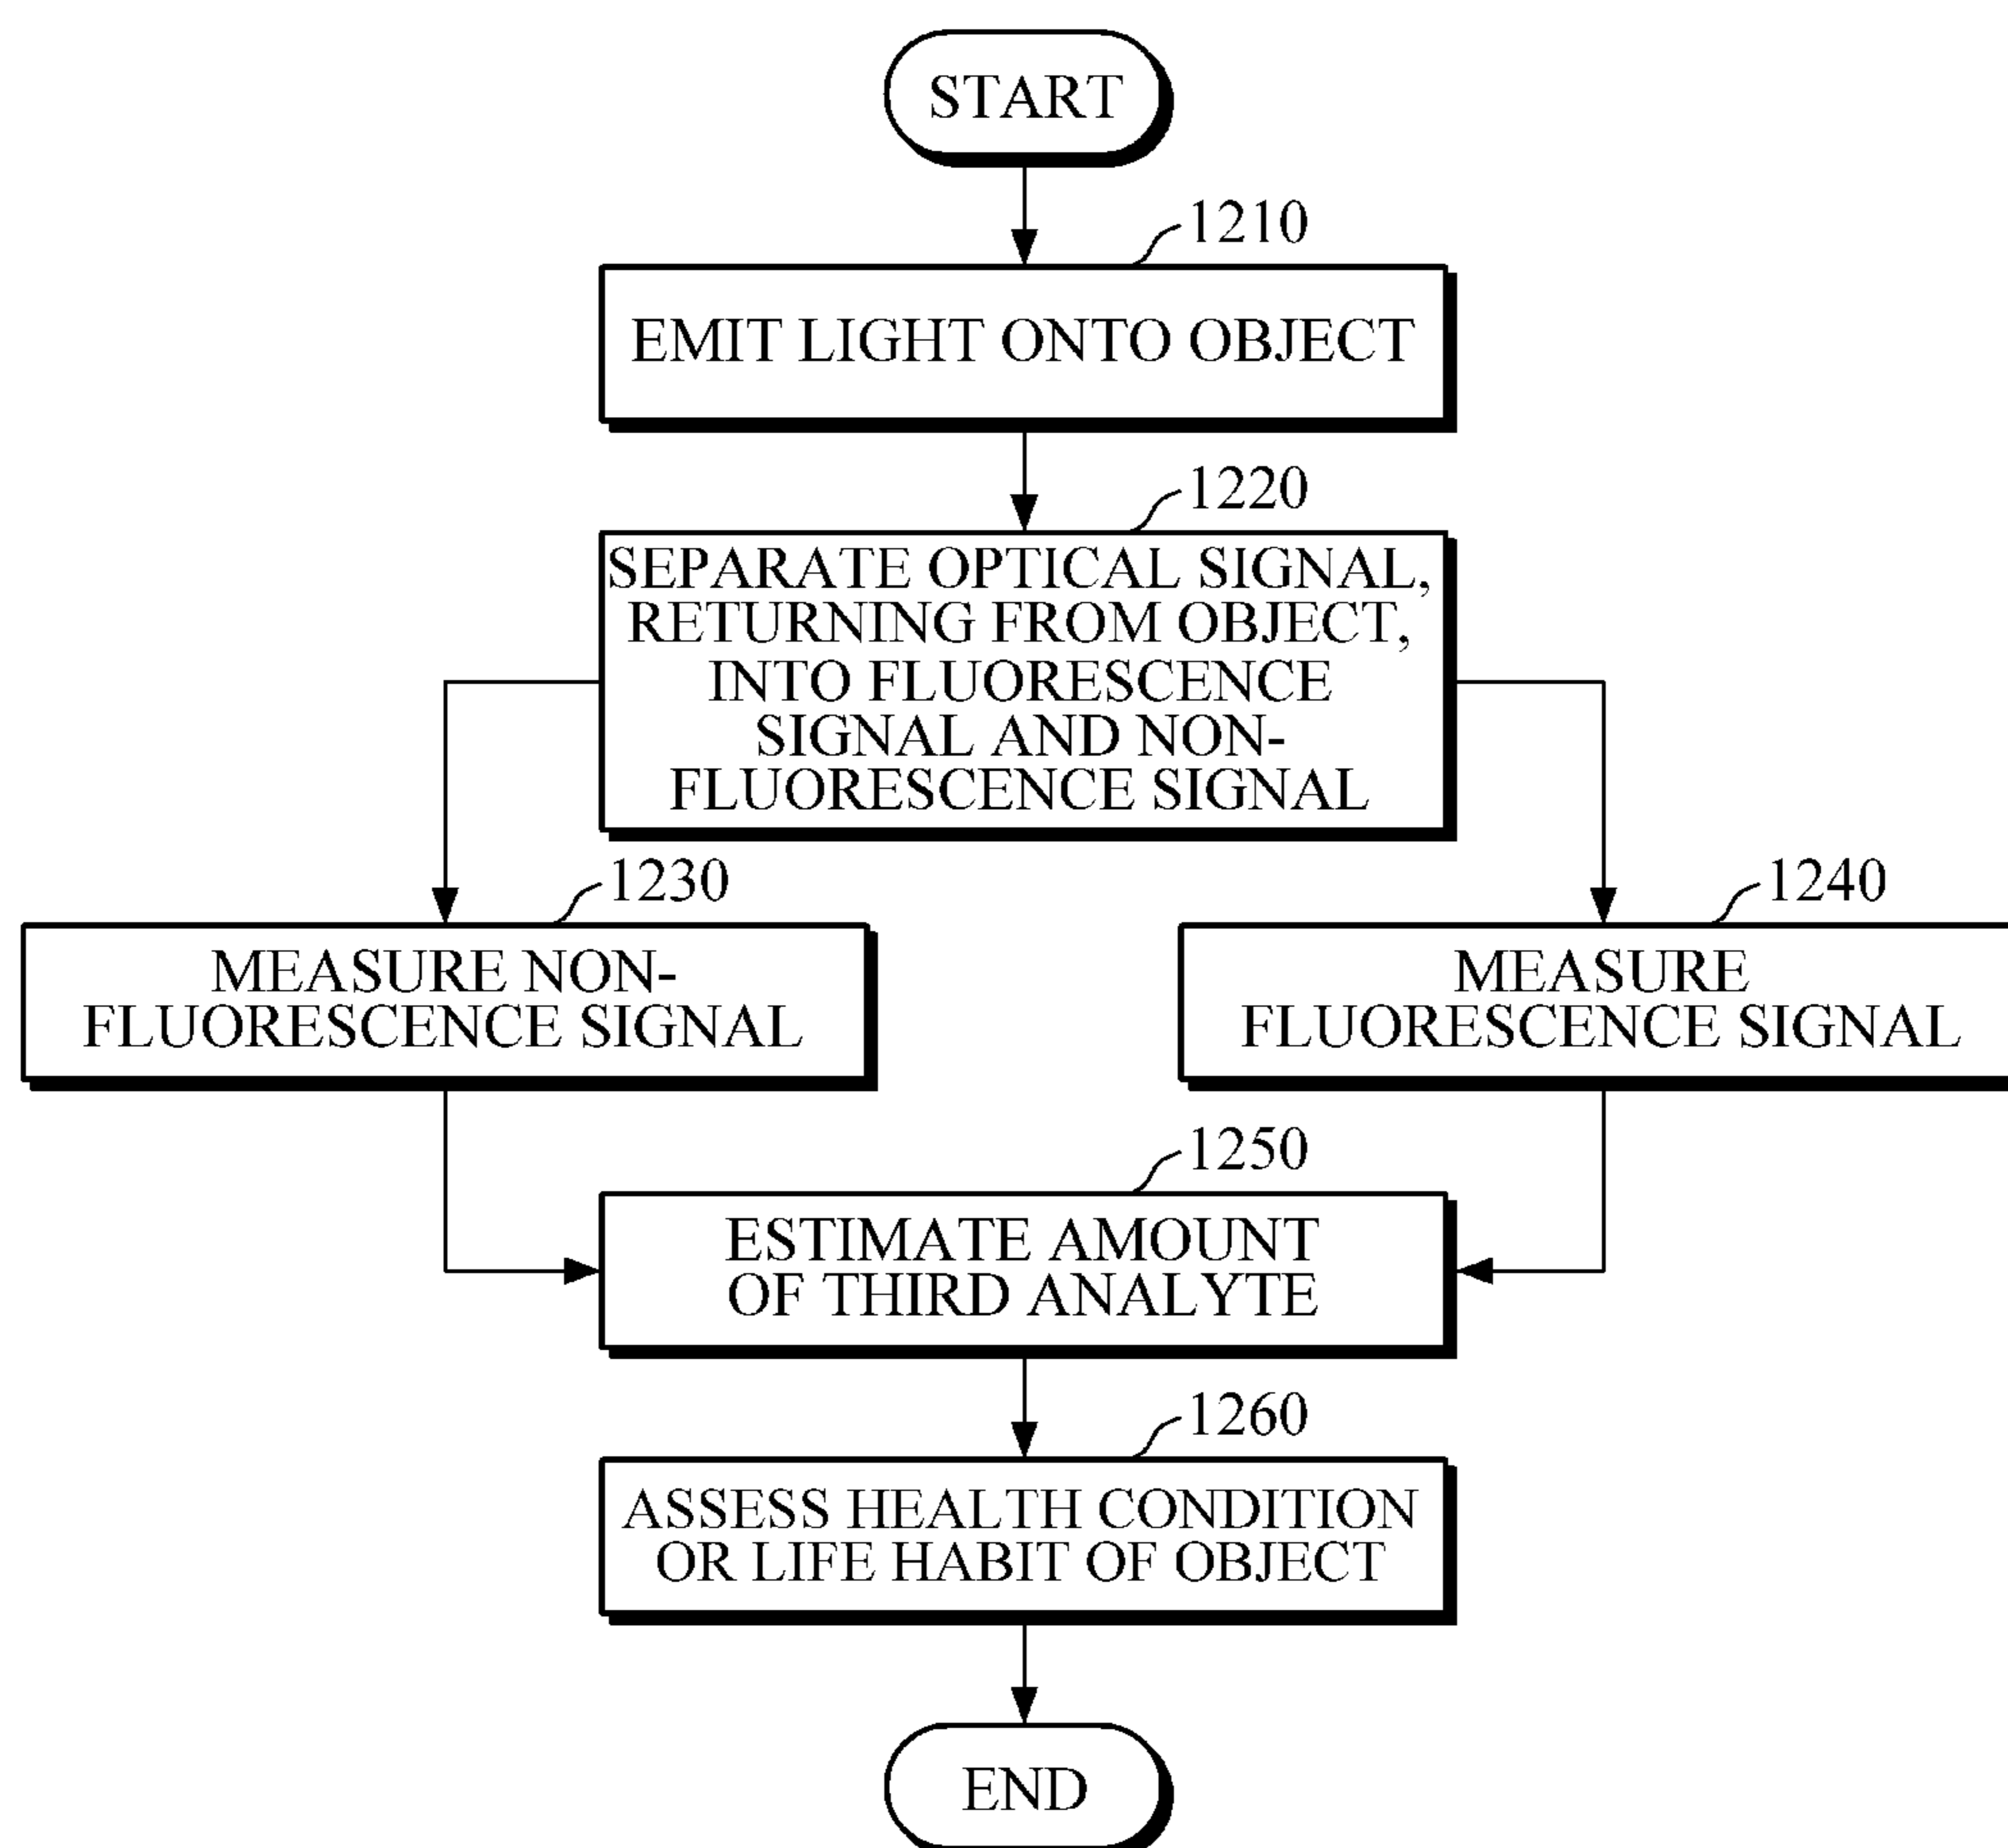 START
1210
EMIT LIGHT ONTO OBJECT
1220
SEPARATE OPTICAL SIGNAL,
RETURNING FROM OBJECT,
INTO FLUORESCENCE
SIGNAL AND NON-
FLUORESCENCE SIGNAL
1230
MEASURE NON-
FLUORESCENCE SIGNAL
1240
MEASURE
FLUORESCENCE SIGNAL
1250
ESTIMATE AMOUNT
OF THIRD ANALYTE
1260
ASSESS HEALTH CONDITION
OR LIFE HABIT OF OBJECT
END